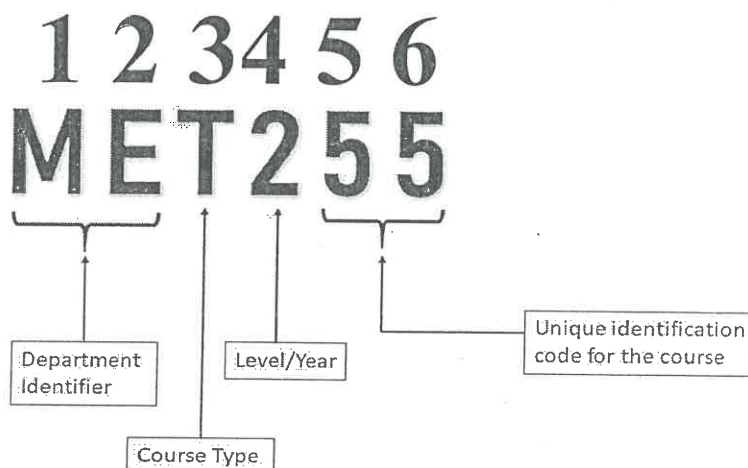 1 2 3 4 5 6
MET255
Department
Identifier
Level/Year
Unique identification
code for the course
Course Type